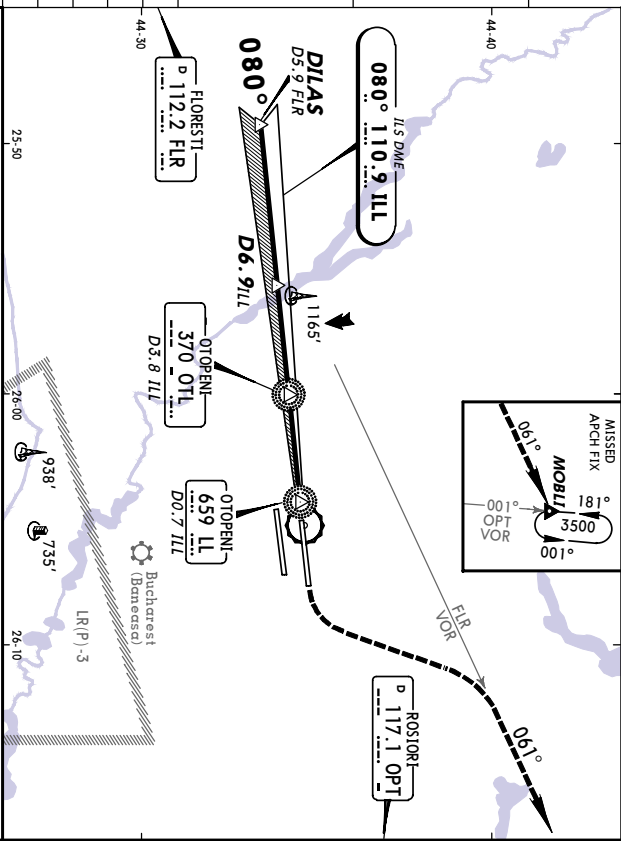 44-30
44-40
25-50
26-00
26-10
MISSED
APCH FIX
MOBLI
061°
181°
3500
001°
001°
OPT
VOR
ILS DME
080° 110.9 ILL
DILAS
D5.9 FLR
080°
FLORESTI
D 112.2 FLR
D6.9 ILL
1165'
OTOPENI
370 OTL
D3.8 ILL
OTOPENI
659 LL
D0.7 ILL
FLR
VOR
061°
ROSIORI
D 117.1 OPT
938'
735'
Bucharest
(Baneasa)
LR(P)-3